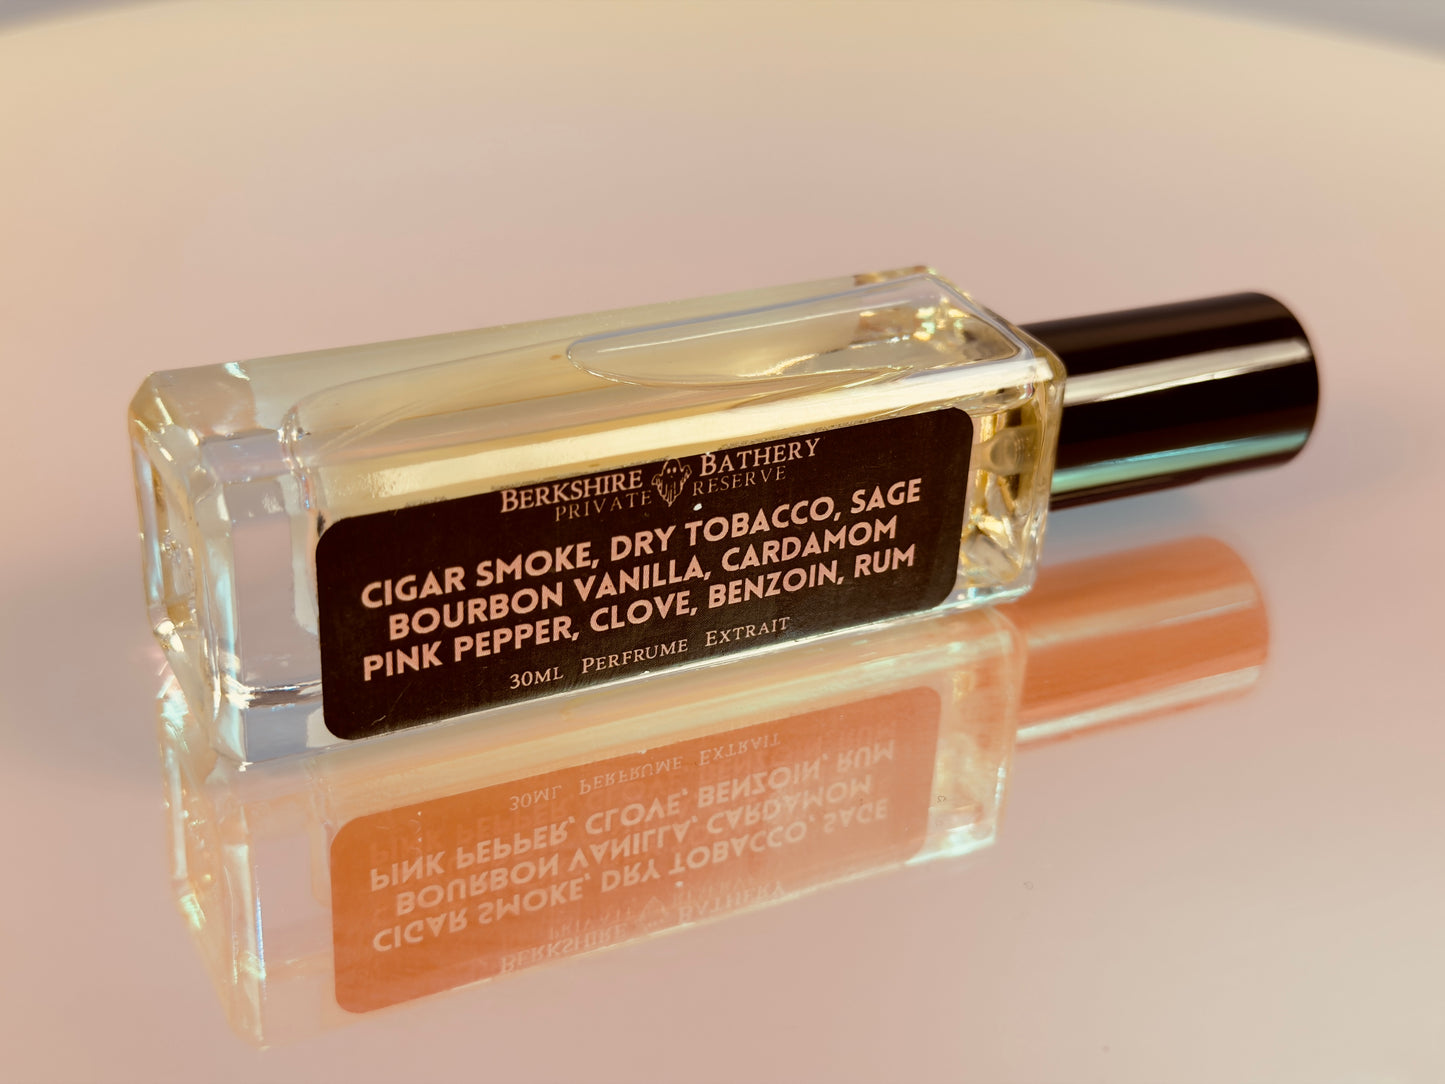 BERKSHIRE BATHERY
PRIVATE RESERVE
CIGAR SMOKE, DRY TOBACCO, SAGE
BOURBON VANILLA, CARDAMOM
PINK PEPPER, CLOVE, BENZOIN, RUM
30ML PERFRUME EXTRAIT